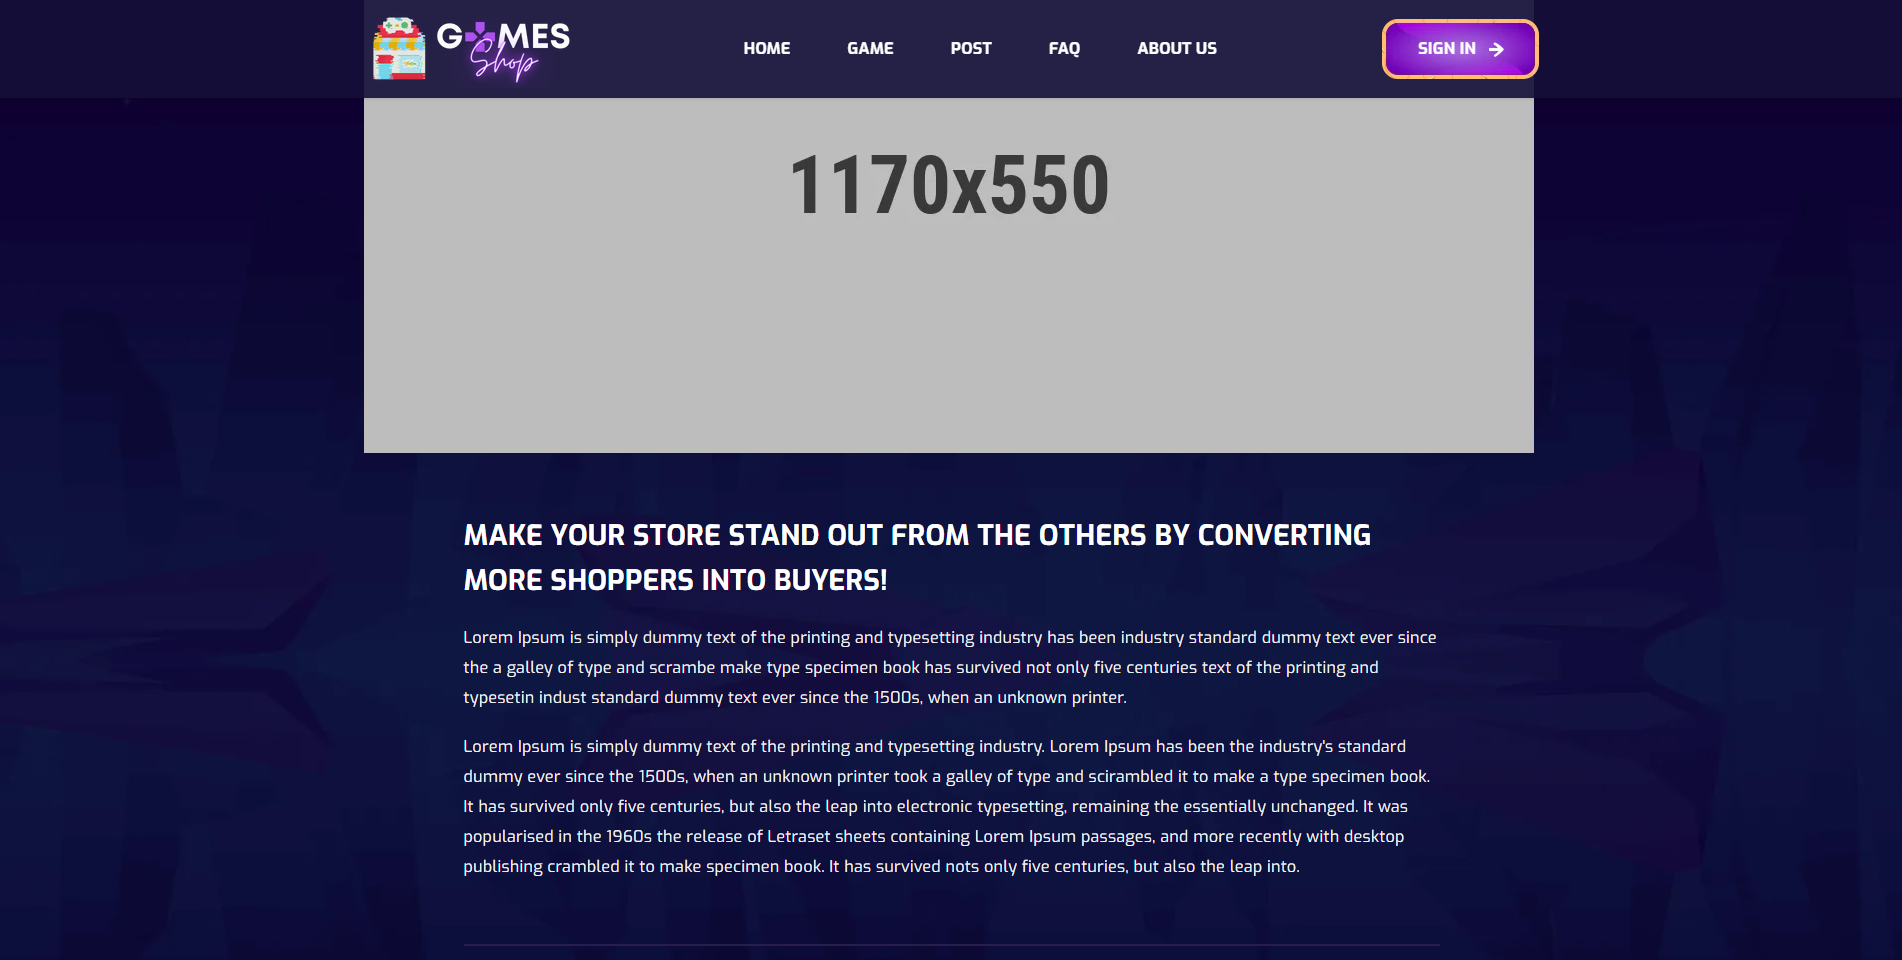 GAMES
Shop
HOME
GAME
POST
FAQ
ABOUT US
SIGN IN
1170x550
MAKE YOUR STORE STAND OUT FROM THE OTHERS BY CONVERTING
MORE SHOPPERS INTO BUYERS!
Lorem Ipsum is simply dummy text of the printing and typesetting industry has been industry standard dummy text ever since
the a galley of type and scrambe make type specimen book has survived not only five centuries text of the printing and
typesetin indust standard dummy text ever since the 1500s, when an unknown printer.
Lorem Ipsum is simply dummy text of the printing and typesetting industry. Lorem Ipsum has been the industry's standard
dummy ever since the 1500s, when an unknown printer took a galley of type and scirambled it to make a type specimen book.
It has survived only five centuries, but also the leap into electronic typesetting, remaining the essentially unchanged. It was
popularised in the 1960s the release of Letraset sheets containing Lorem Ipsum passages, and more recently with desktop
publishing crambled it to make specimen book. It has survived nots only five centuries, but also the leap into.